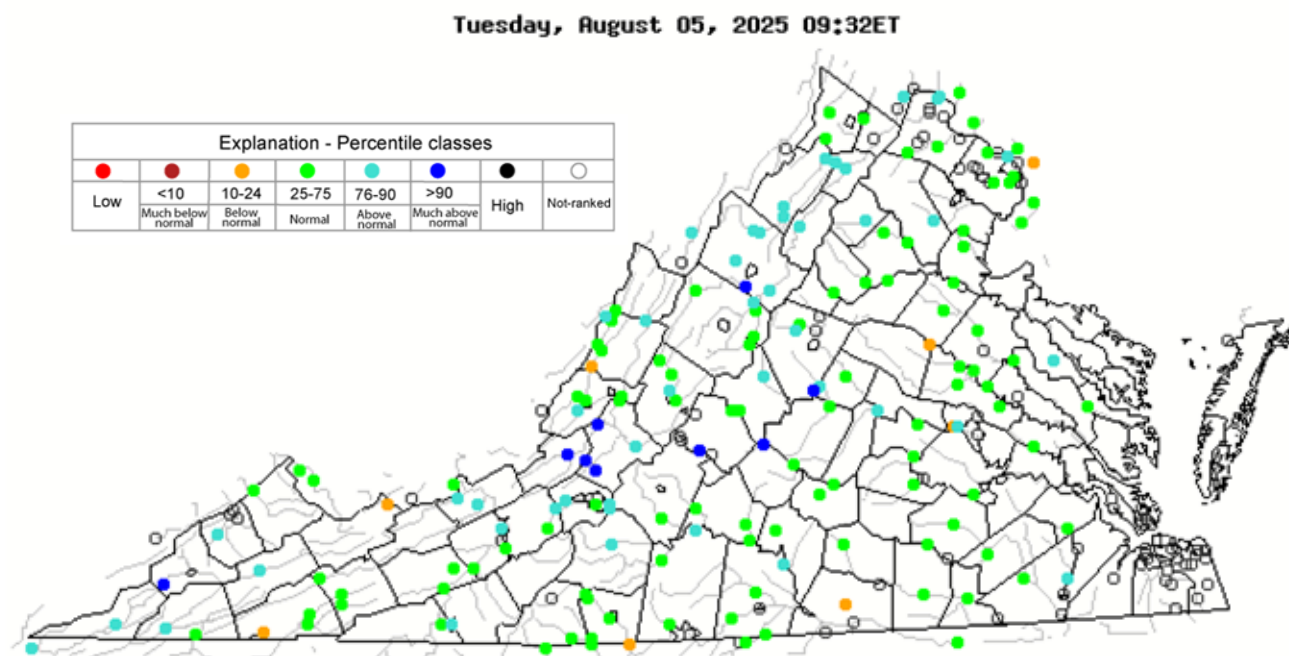 Tuesday, August 05, 2025 09:32ET
Explanation - Percentile classes
Low
<10
10-24
25-75
76-90
>90
High
Not-ranked
Much below
normal
Below
normal
Normal
Above
normal
Much above
normal